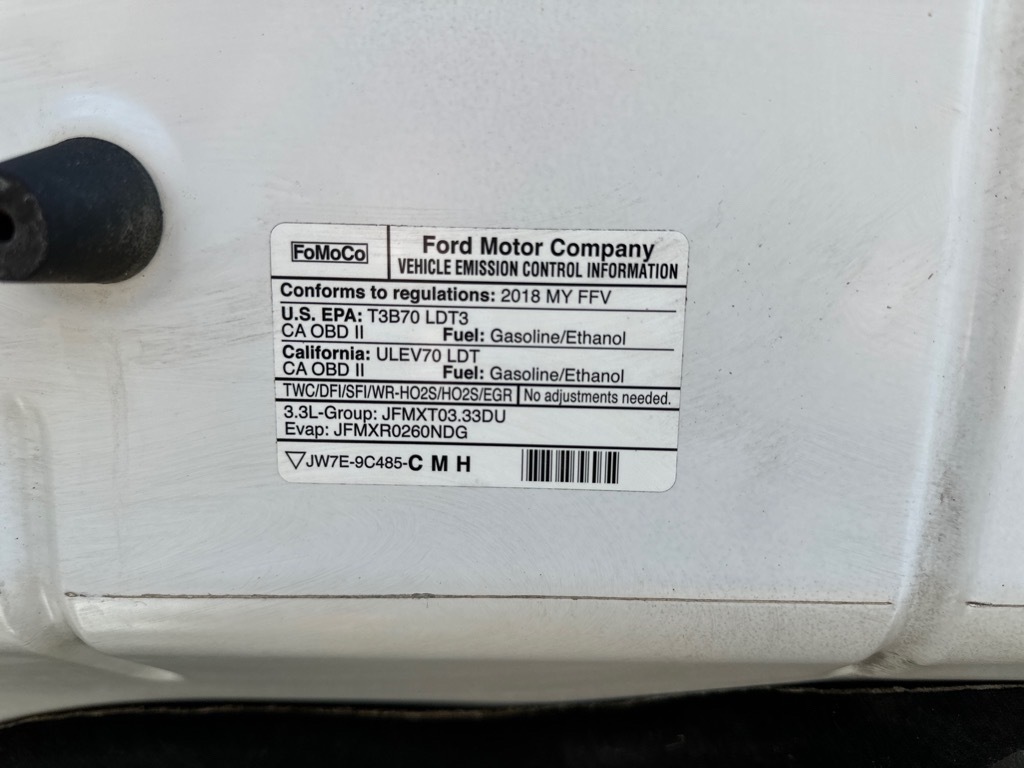 FoMoCo
Ford Motor Company
VEHICLE EMISSION CONTROL INFORMATION
Conforms to regulations: 2018 MY FFV
U.S. EPA: T3B70 LDT3
CA OBD II Fuel: Gasoline/Ethanol
California: ULEV70 LDT
CA OBD II Fuel: Gasoline/Ethanol
TWC/DFI/SFI/WR-HO2S/HO2S/EGR No adjustments needed.
3.3L-Group: JFMXT03.33DU
Evap: JFMXR0260NDG
JW7E-9C485-C M H